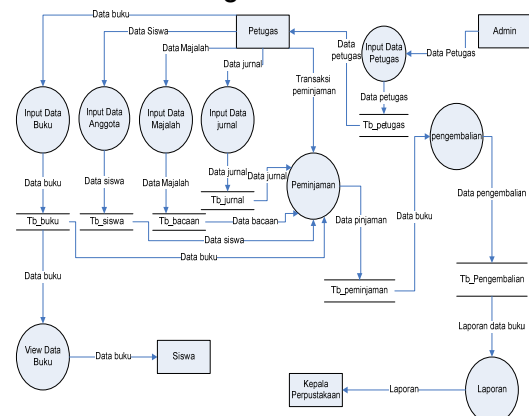 Data buku
Petugas
Admin
Data Siswa
Data Majalah
Data jurnal
Data
petugas
Input Data
Petugas
Data Petugas
Transaksi
peminjaman
Data petugas
Tb_petugas
Input Data
Buku
Input Data
Anggota
Input Data
Majalah
Input Data
jurnal
pengembalian
Data buku
Data siswa
Data Majalah
Data jurnal
Data jurnal
Peminjaman
Tb_jurnal
Data pengembalian
Tb_buku
Tb_siswa
Tb_bacaan
Data bacaan
Data pinjaman
Data buku
Data siswa
Data buku
Data buku
Tb_peminjaman
Tb_Pengembalian
Laporan data buku
View Data
Buku
Data buku
Siswa
Kepala
Perpustakaan
Laporan
Laporan